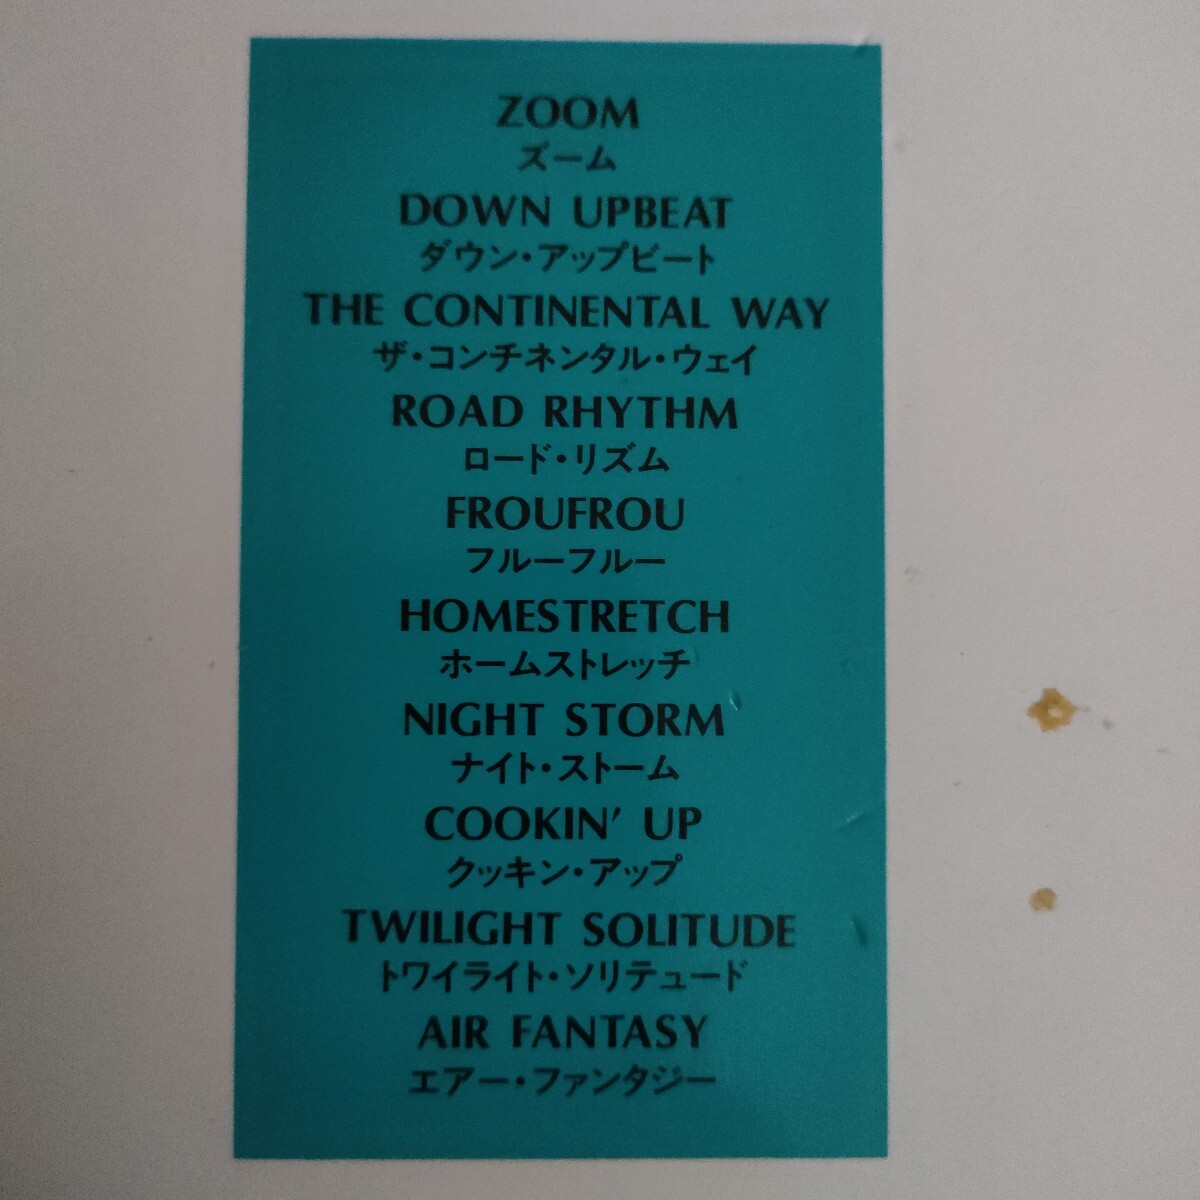 ZOOM
ズーム
DOWN UPBEAT
ダウン・アップビート
THE CONTINENTAL WAY
ザ・コンチネンタル・ウェイ
ROAD RHYTHM
ロード・リズム
FROUFROU
フルーフルー
HOMESTRETCH
ホームストレッチ
NIGHT STORM
ナイト・ストーム
COOKIN' UP
クッキン・アップ
TWILIGHT SOLITUDE
トワイライト・ソリテュード
AIR FANTASY
エアー・ファンタジー